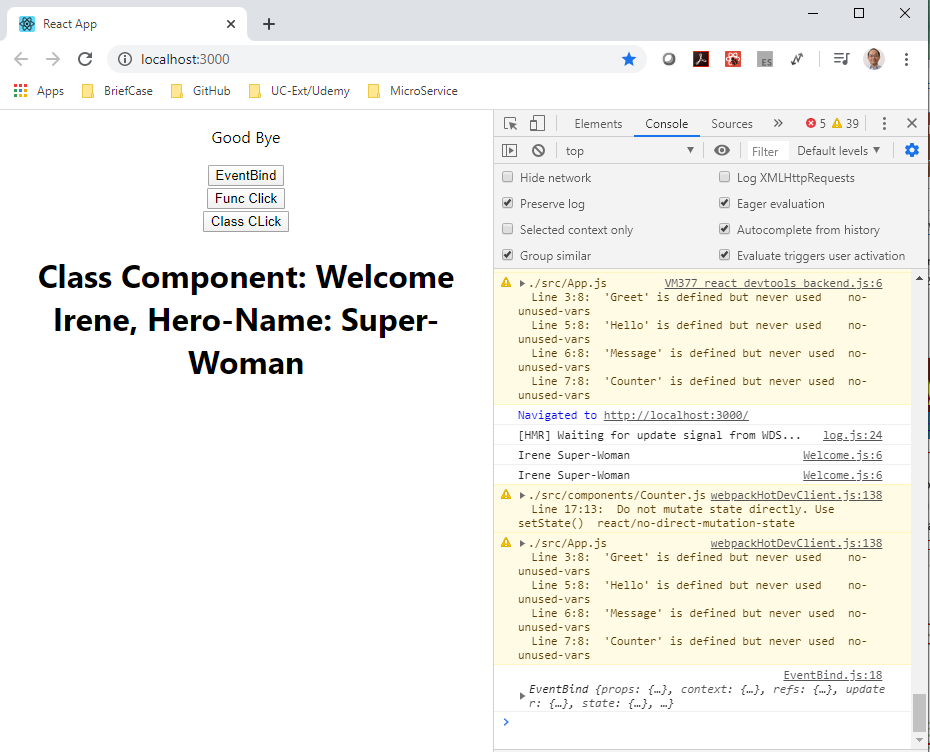 React App
localhost:3000
ES
Apps
BriefCase
GitHub
UC-Ext/Udemy
MicroService
Good Bye
EventBind
Func Click
Class CLick
Class Component: Welcome
Irene, Hero-Name: Super-
Woman
Elements
Console
Sources
»
5
39
top
Filter
Default levels
Hide network
Log XMLHttpRequests
Preserve log
Eager evaluation
Selected context only
Autocomplete from history
Group similar
Evaluate triggers user activation
./src/App.js VM377 react_devtools_backend.js:6
Line 3:8: 'Greet' is defined but never used no-
unused-vars
Line 5:8: 'Hello' is defined but never used no-
unused-vars
Line 6:8: 'Message' is defined but never used no-
unused-vars
Line 7:8: 'Counter' is defined but never used no-
unused-vars
Navigated to http://localhost:3000/
[HMR] Waiting for update signal from WDS... log.js:24
Irene Super-Woman Welcome.js:6
Irene Super-Woman Welcome.js:6
./src/components/Counter.js webpackHotDevClient.js:138
Line 17:13: Do not mutate state directly. Use
setState() react/no-direct-mutation-state
./src/App.js webpackHotDevClient.js:138
Line 3:8: 'Greet' is defined but never used no-
unused-vars
Line 5:8: 'Hello' is defined but never used no-
unused-vars
Line 6:8: 'Message' is defined but never used no-
unused-vars
Line 7:8: 'Counter' is defined but never used no-
unused-vars
EventBind.js:18
EventBind {props: {…}, context: {…}, refs: {…}, update
r: {…}, state: {…}, …}